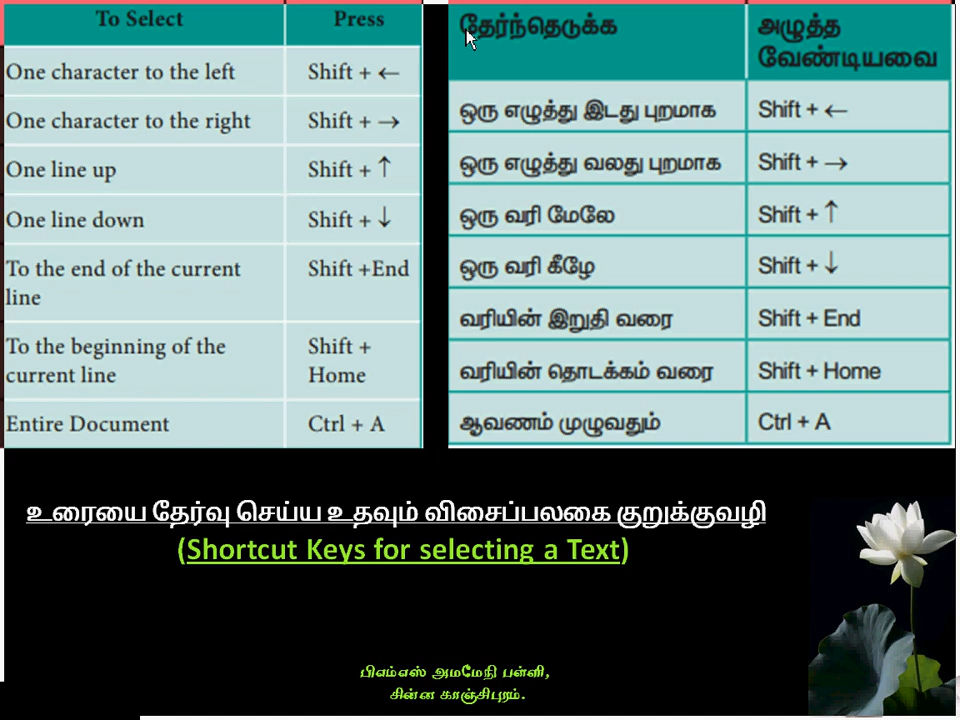 To Select Press
One character to the left Shift + ←
One character to the right Shift + →
One line up Shift + ↑
One line down Shift + ↓
To the end of the current Shift +End
line
To the beginning of the Shift +
current line Home
Entire Document Ctrl + A
தேர்ந்தெடுக்க அழுத்த
வேண்டியவை
ஒரு எழுத்து இடது புறமாக Shift + ←
ஒரு எழுத்து வலது புறமாக Shift + →
ஒரு வரி மேலே Shift + ↑
ஒரு வரி கீழே Shift + ↓
வரியின் இறுதி வரை Shift + End
வரியின் தொடக்கம் வரை Shift + Home
ஆவணம் முழுவதும் Ctrl + A
உரையை தேர்வு செய்ய உதவும் விசைப்பலகை குறுக்குவழி
(Shortcut Keys for selecting a Text)
பிஎம்எஸ் அமமேநி பள்ளி,
சின்ன காஞ்சிபுரம்.